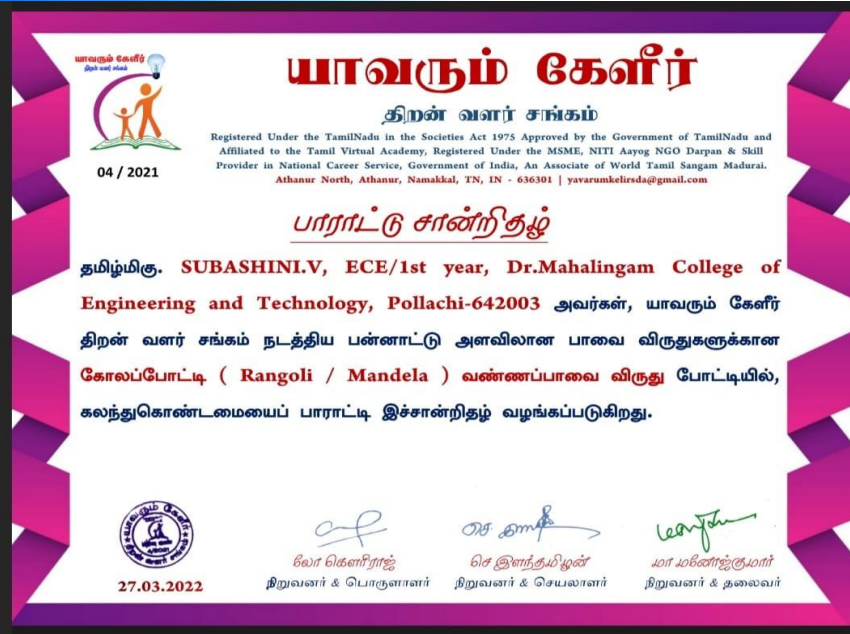 யாவரும் கேளீர்
திறன் வளர் சங்கம்
04 / 2021
யாவரும் கேளீர்
திறன் வளர் சங்கம்
Registered Under the TamilNadu in the Societies Act 1975 Approved by the Government of TamilNadu and
Affiliated to the Tamil Virtual Academy, Registered Under the MSME, NITI Aayog NGO Darpan & Skill
Provider in National Career Service, Government of India, An Associate of World Tamil Sangam Madurai.
Athanur North, Athanur, Namakkal, TN, IN - 636301 | yavarumkelirsda@gmail.com
பாராட்டு சான்றிதழ்
தமிழ்மிகு. SUBASHINI.V, ECE/1st year, Dr.Mahalingam College of
Engineering and Technology, Pollachi-642003 அவர்கள், யாவரும் கேளீர்
திறன் வளர் சங்கம் நடத்திய பன்னாட்டு அளவிலான பாவை விருதுகளுக்கான
கோலப்போட்டி ( Rangoli / Mandela ) வண்ணப்பாவை விருது போட்டியில்,
கலந்துகொண்டமையைப் பாராட்டி இச்சான்றிதழ் வழங்கப்படுகிறது.
யாவரும் கேளீர்
திறன் வளர் சங்கம்
27.03.2022
லோ கௌரிராஜ்
நிறுவனர் & பொருளாளர்
செ இளந்தமிழன்
நிறுவனர் & செயலாளர்
மா மனோஜ்குமார்
நிறுவனர் & தலைவர்